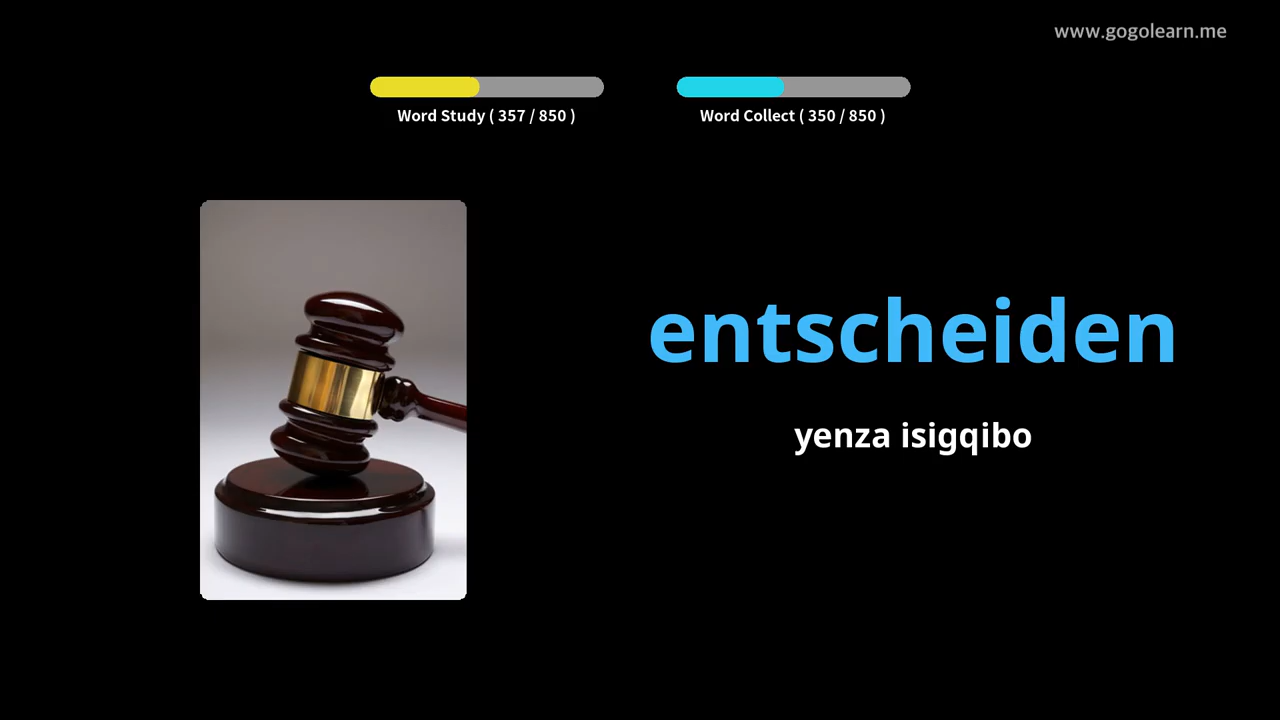 www.gogolearn.me
Word Study ( 357 / 850 )
Word Collect ( 350 / 850 )
entscheiden
yenza isigqibo